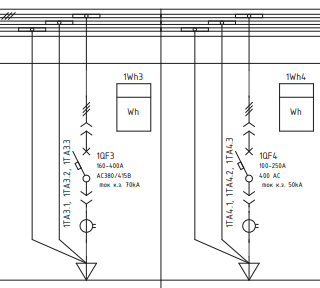 1Wh3
Wh
1TA3.1, 1TA3.2, 1TA3.3
1QF3
160-400A
AC380/415В
ток к.з. 70kA
1Wh4
Wh
1TA4.1, 1TA4.2, 1TA4.3
1QF4
100-250A
400 AC
ток к.з. 50kA